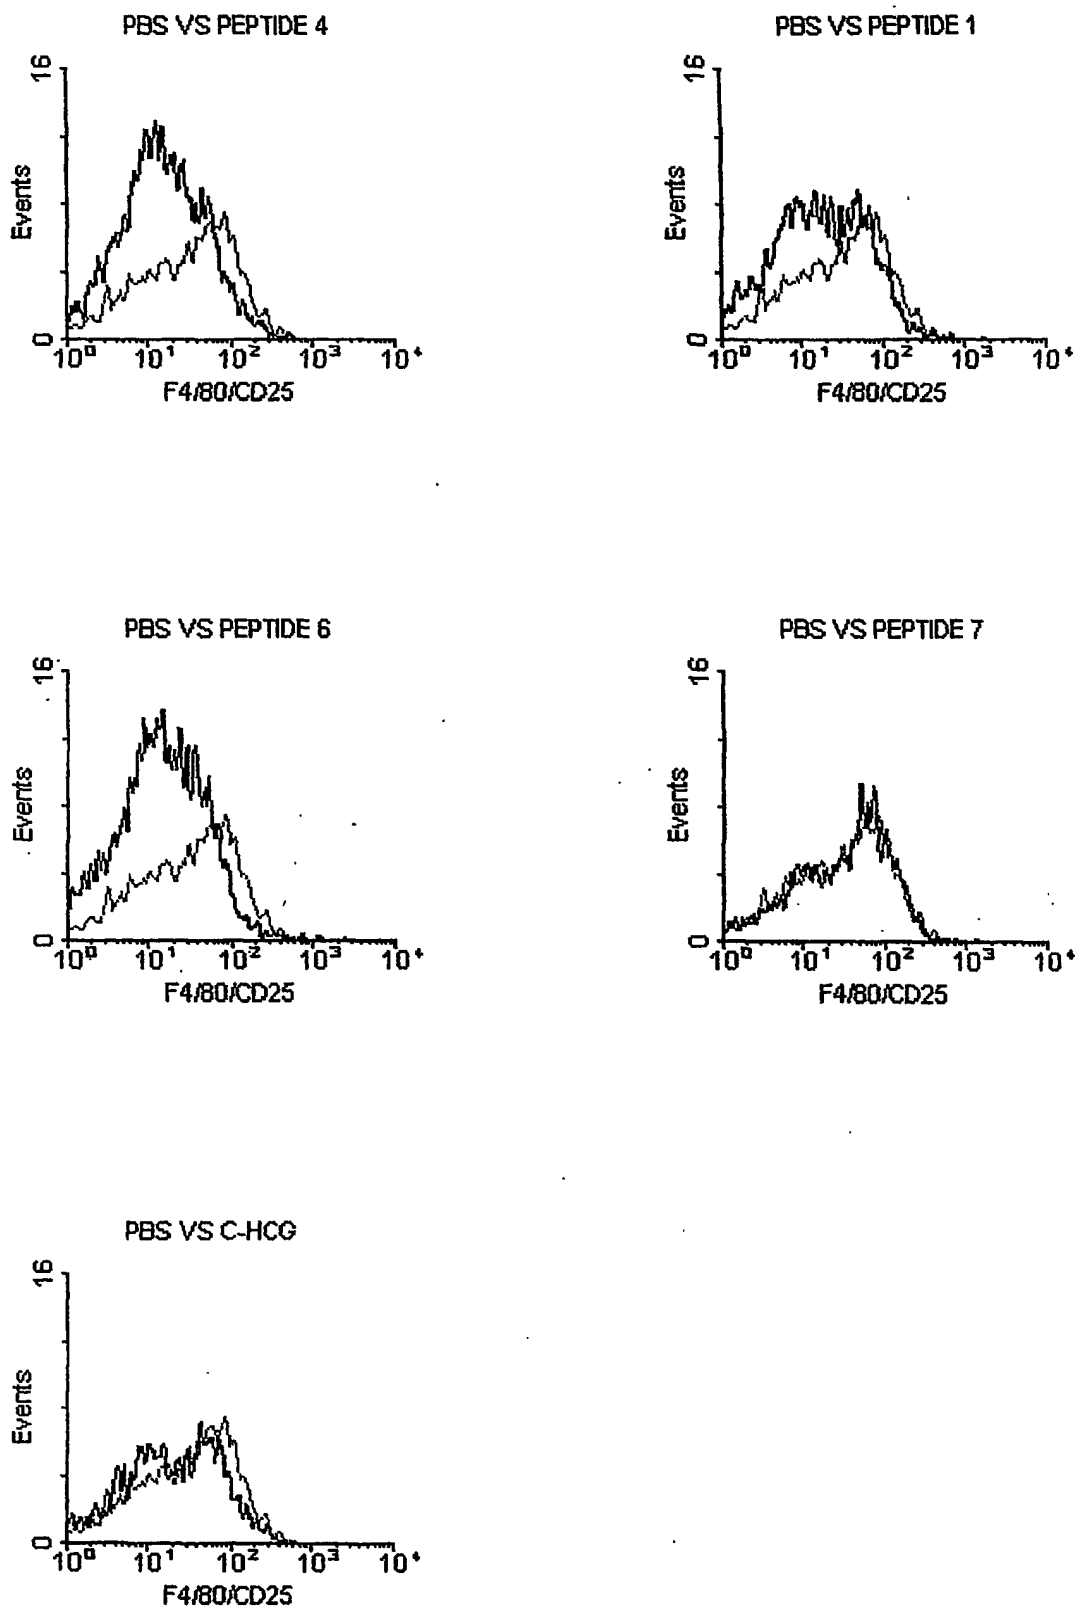 PBS VS PEPTIDE 4
16
Events
0
10⁰ 10¹ 10² 10³ 10⁴
F4/80/CD25
PBS VS PEPTIDE 1
16
Events
0
10⁰ 10¹ 10² 10³ 10⁴
F4/80/CD25
PBS VS PEPTIDE 6
16
Events
0
10⁰ 10¹ 10² 10³ 10⁴
F4/80/CD25
PBS VS PEPTIDE 7
16
Events
0
10⁰ 10¹ 10² 10³ 10⁴
F4/80/CD25
PBS VS C-HCG
16
Events
0
10⁰ 10¹ 10² 10³ 10⁴
F4/80/CD25